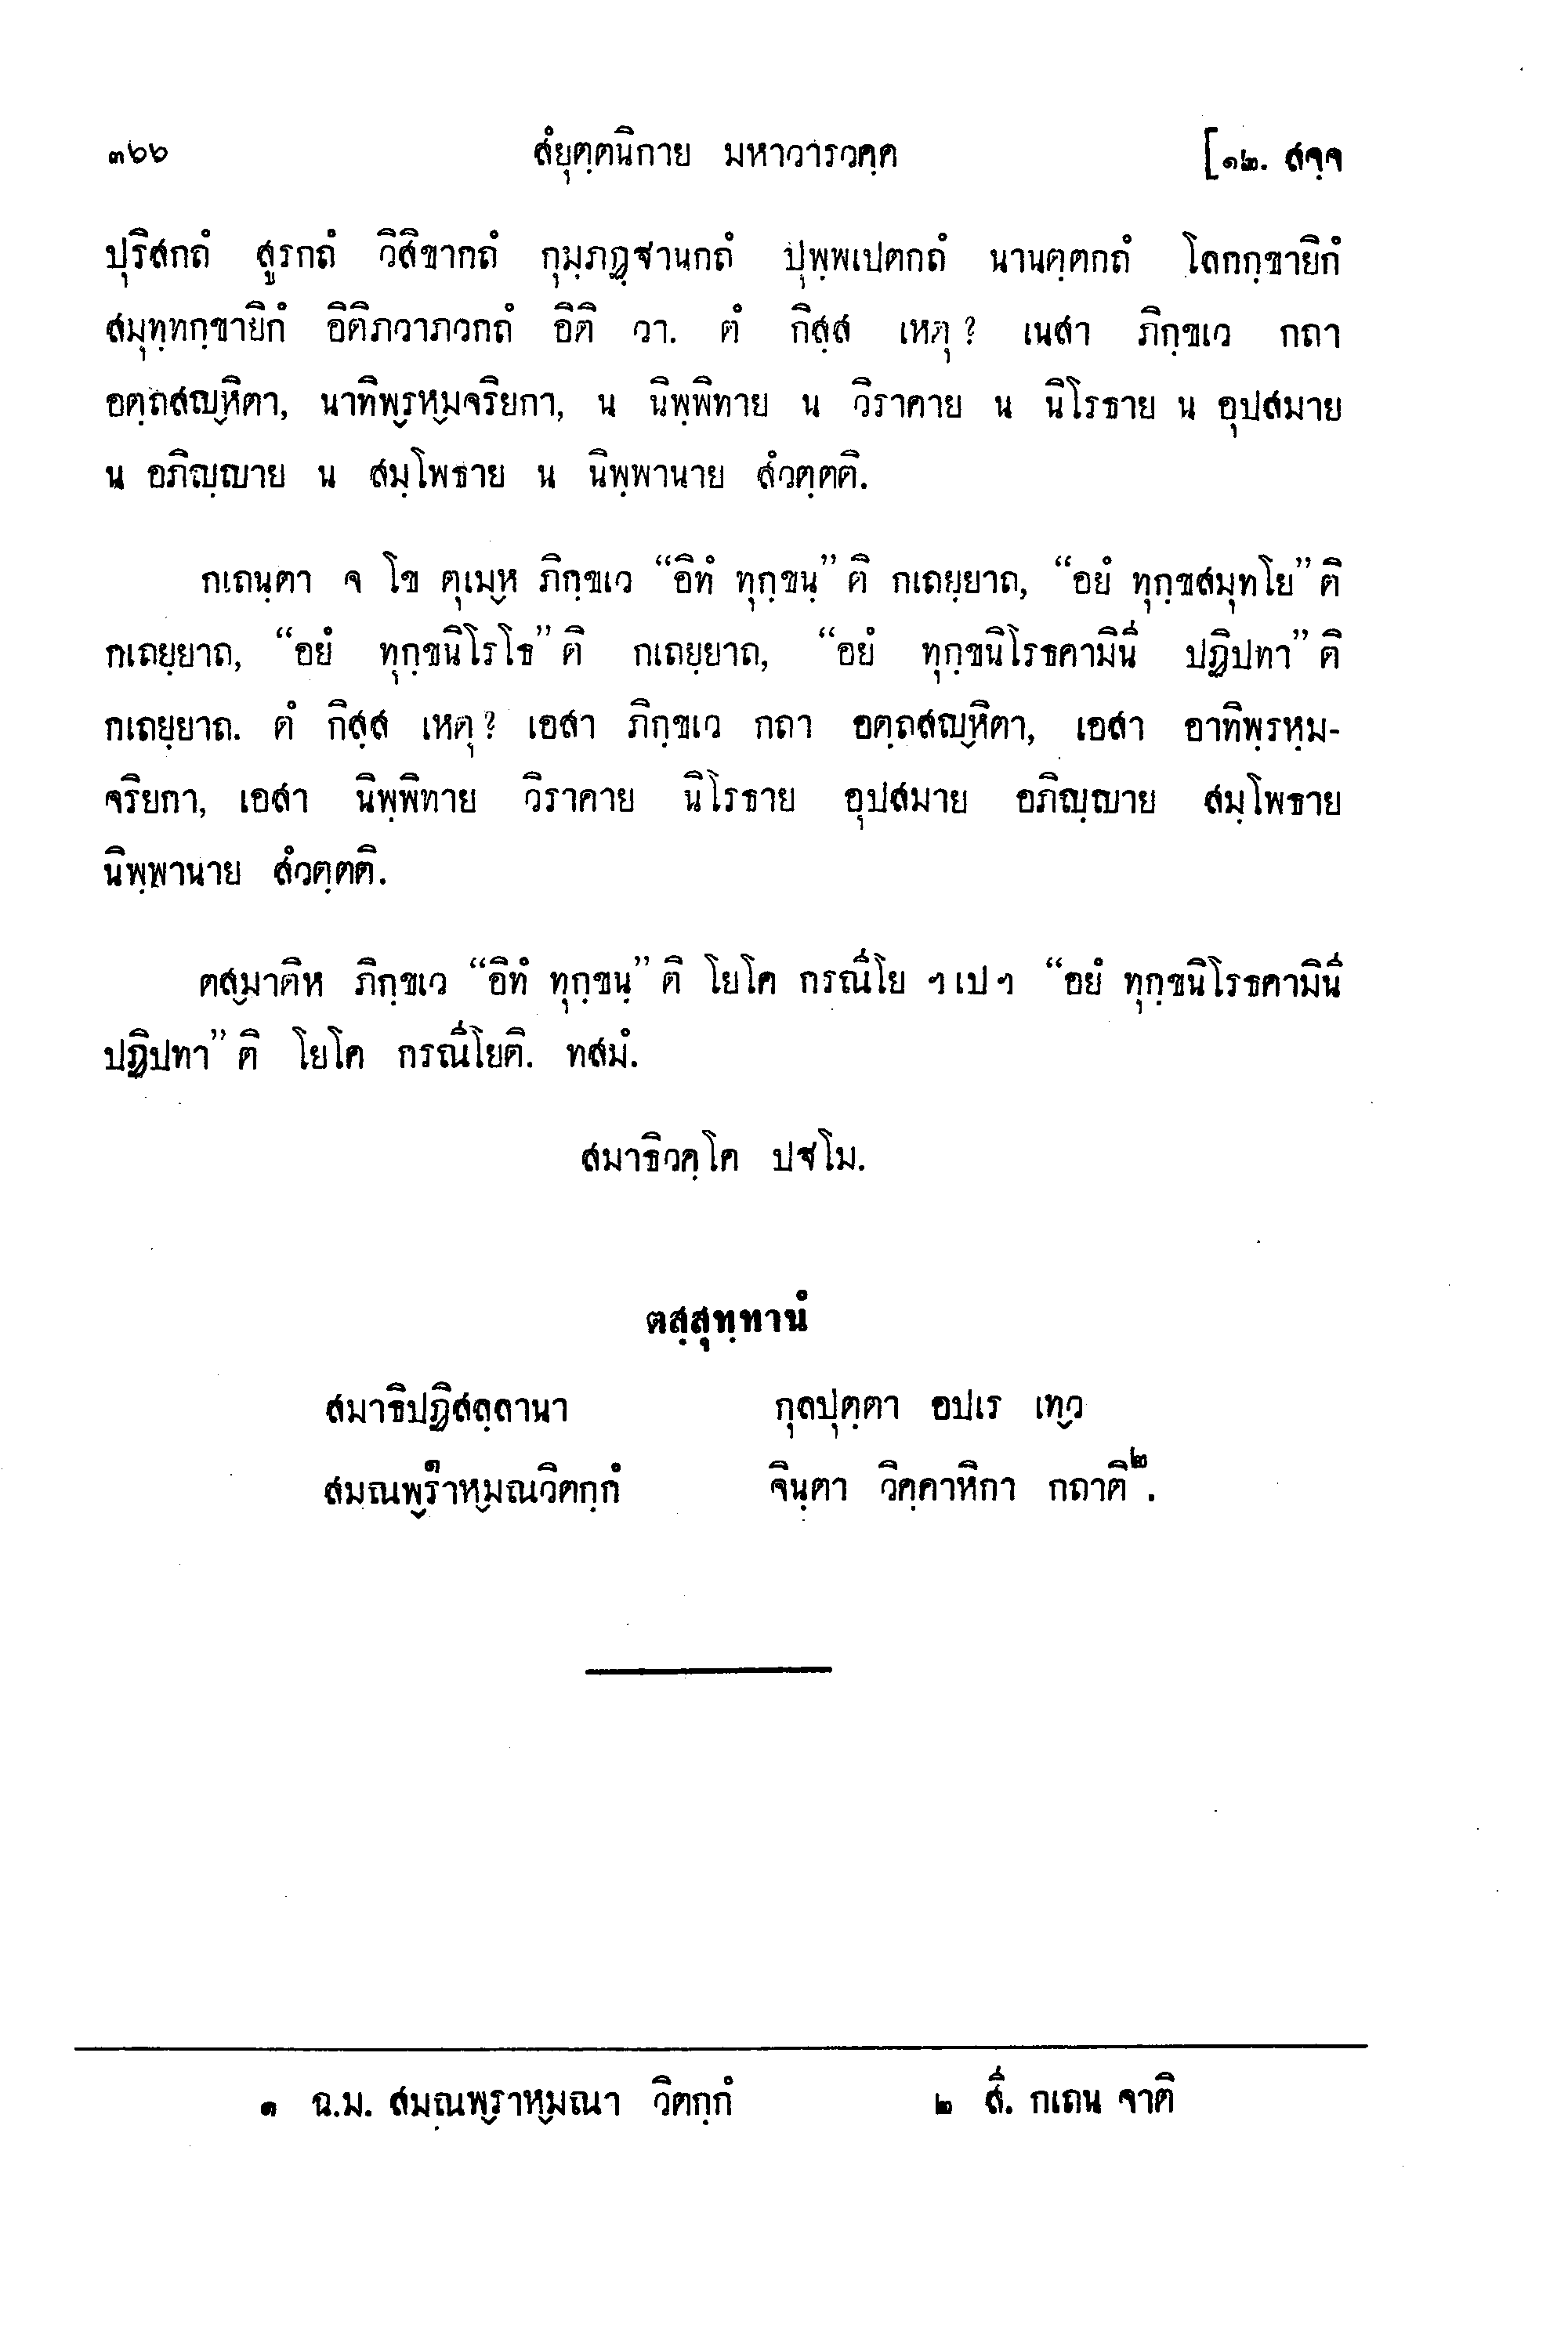 ๓๖๖ สํยุตฺตนิกาย มหาวารวคฺค [๑๒. สจฺจ
ปุริสกถํ สูรกถํ วิสิขากถํ กุมฺภฏฺฐานกถํ ปุพฺพเปตกถํ นานตฺตกถํ โลกกฺขายิกํ
สมุทฺทกฺขายิกํ อิติภวาภวกถํ อิติ วา. ตํ กิสฺส เหตุ? เนสา ภิกฺขเว กถา
อตฺถสญฺหิตา, นาทิพฺรหฺมจริยกา, น นิพฺพิทาย น วิราคาย น นิโรธาย น อุปสมาย
น อภิญฺญาย น สมฺโพธาย น นิพฺพานาย สํวตฺตติ.
กเถนฺตา จ โข ตุเมฺห ภิกฺขเว “อิทํ ทุกฺขนฺ” ติ กเถยฺยาถ, “อยํ ทุกฺขสมุทโย” ติ
กเถยฺยาถ, “อยํ ทุกฺขนิโรโธ” ติ กเถยฺยาถ, “อยํ ทุกฺขนิโรธคามินี ปฏิปทา” ติ
กเถยฺยาถ. ตํ กิสฺส เหตุ? เอสา ภิกฺขเว กถา อตฺถสญฺหิตา, เอสา อาทิพฺรหฺม-
จริยกา, เอสา นิพฺพิทาย วิราคาย นิโรธาย อุปสมาย อภิญฺญาย สมฺโพธาย
นิพฺพานาย สํวตฺตติ.
ตสฺมาติห ภิกฺขเว “อิทํ ทุกฺขนฺ” ติ โยโค กรณีโย ฯเปฯ “อยํ ทุกฺขนิโรธคามินี
ปฏิปทา” ติ โยโค กรณีโยติ. ทสมํ.
สมาธิวคฺโค ปฐโม.
ตสฺสุทฺทานํ
สมาธิปฏิสลฺลานา กุลปุตฺตา อปเร เทฺว
สมณพฺรา๑หฺมณวิตกฺกํ จินฺตา วิคฺคาหิกา กถาติ๒.
๑ ฉ.ม. สมณพฺราหฺมณา วิตกฺกํ ๒ สี. กเถน จาติ